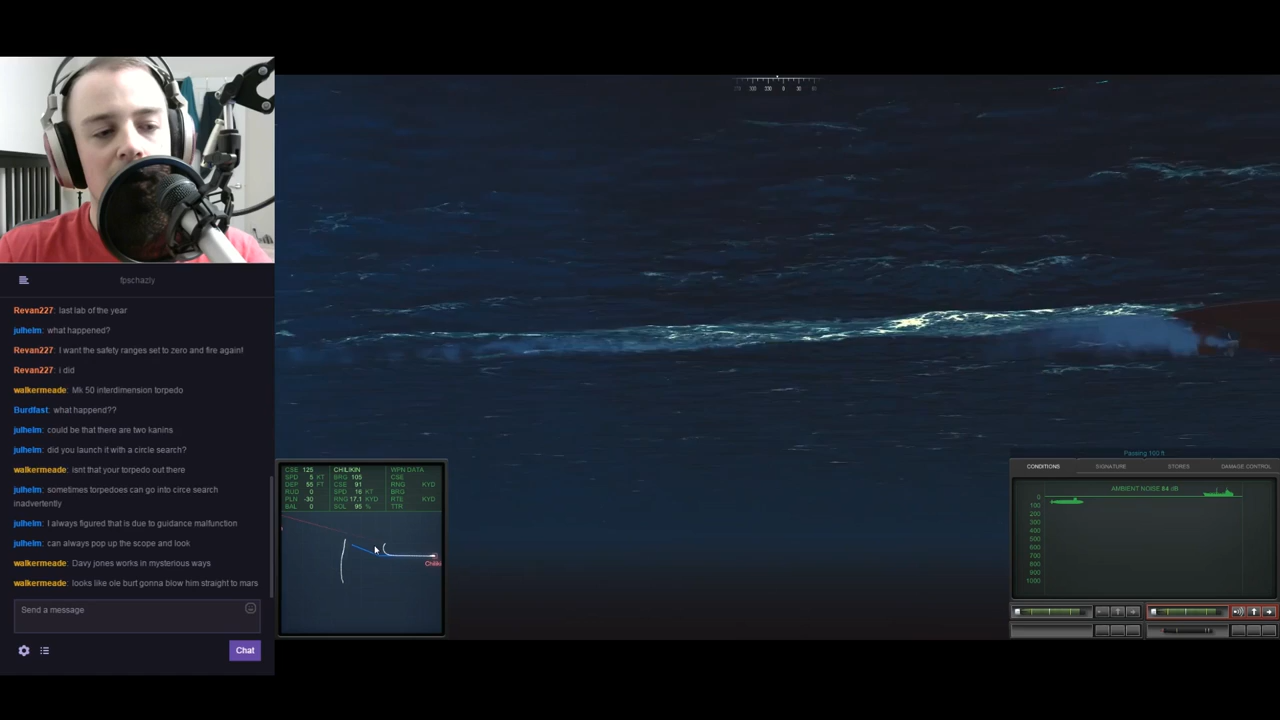 fpschazly
Revan227: last lab of the year
julhelm: what happened?
Revan227: I want the safety ranges set to zero and fire again!
Revan227: i did
walkermeade: Mk 50 interdimension torpedo
Burdfast: what happend??
julhelm: could be that there are two kanins
julhelm: did you launch it with a circle search?
walkermeade: isnt that your torpedo out there
julhelm: sometimes torpedoes can go into circe search
inadvertently
julhelm: I always figured that is due to guidance malfunction
julhelm: can always pop up the scope and look
walkermeade: Davy jones works in mysterious ways
walkermeade: looks like ole burt gonna blow him straight to mars
Send a message
Chat
CSE 125 CHILIKIN WPN DATA
SPD 5 KT BRG 105 CSE
DEP 55 FT CSE 91 RNG KYD
RUD 0 SPD 16 KT BRG
PLN -30 RNG 17.1 KYD RTE KYD
BAL 0 SOL 95 % TTR
Passing 100 ft
CONDITIONS SIGNATURE STORES DAMAGE CONTROL
AMBIENT NOISE 84 dB
0
100
200
300
400
500
600
700
800
900
1000